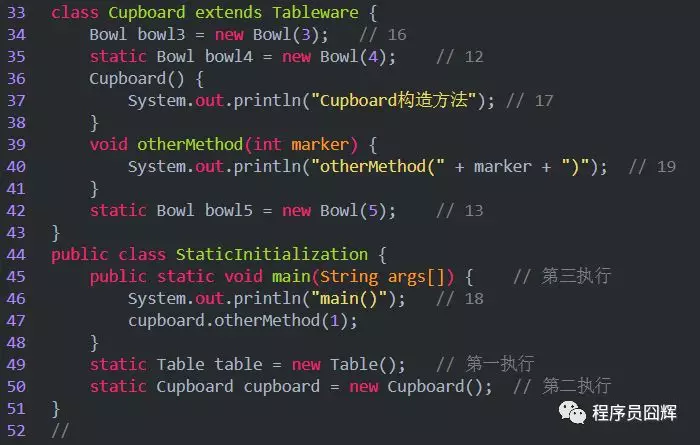 33 class Cupboard extends Tableware {
34     Bowl bowl3 = new Bowl(3);   // 16
35     static Bowl bowl4 = new Bowl(4);     // 12
36     Cupboard() {
37         System.out.println("Cupboard构造方法"); // 17
38     }
39     void otherMethod(int marker) {
40         System.out.println("otherMethod(" + marker + ")");  // 19
41     }
42     static Bowl bowl5 = new Bowl(5);     // 13
43 }
44 public class StaticInitialization {
45     public static void main(String args[]) {     // 第三执行
46         System.out.println("main()");   // 18
47         cupboard.otherMethod(1);
48     }
49     static Table table = new Table();   // 第一执行
50     static Cupboard cupboard = new Cupboard();  // 第二执行
51 }
52 //
程序员囧辉